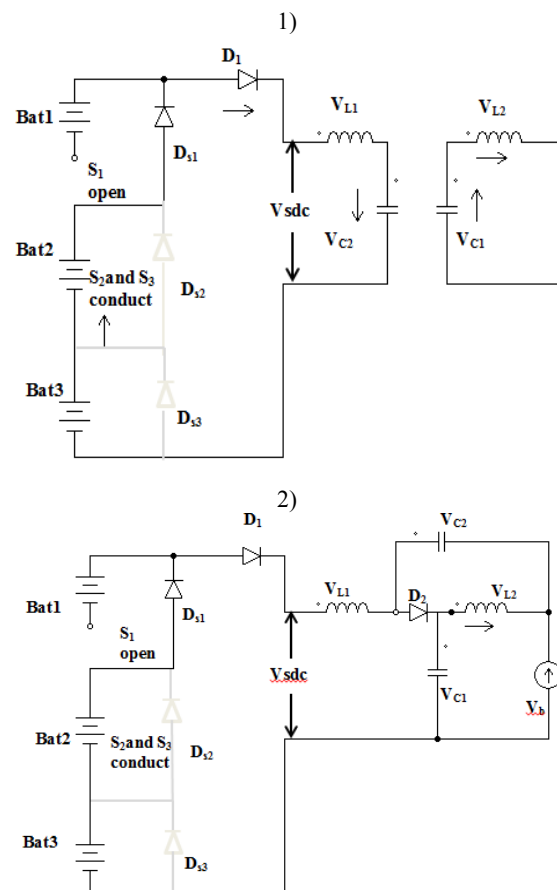 1)
D1
VL1
VL2
Bat1
Ds1
S1
open
Vsdc
VC2
VC1
Bat2
S2and S3
conduct
Ds2
Bat3
Ds3
2)
D1
VC2
Bat1
VL1
D2
VL2
Ds1
S1
open
Vsdc
VC1
Vb
Bat2
S2and S3
conduct
Ds2
Bat3
Ds3